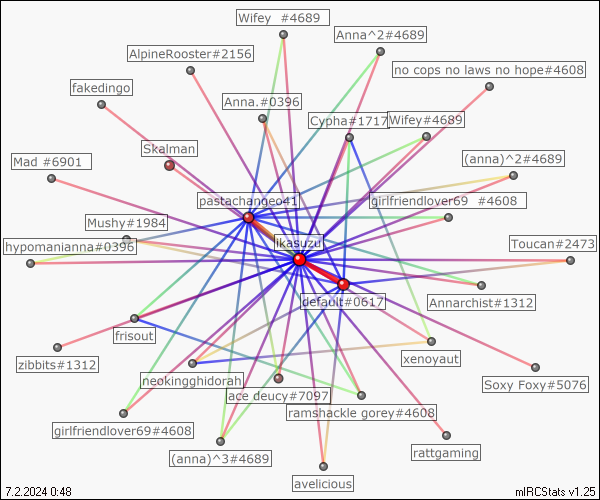 Wifey #4689
Anna^2#4689
AlpineRooster#2156
no cops no laws no hope#4608
fakedingo
Anna.#0396
Cypha#1717
Wifey#4689
Skalman
Mad #6901
(anna)^2#4689
pastachangeo41
girlfriendlover69 #4608
Mushy#1984
likasuzu
Toucan#2473
hypomanianna#0396
default#0617
Annarchist#1312
frisout
xenoyaut
zibbits#1312
neokingghidorah
Soxy Foxy#5076
ace deucy#7097
ramshackle gorey#4608
girlfriendlover69#4608
(anna)^3#4689
rattgaming
avelicious
7.2.2024 0:48
mIRCStats v1.25